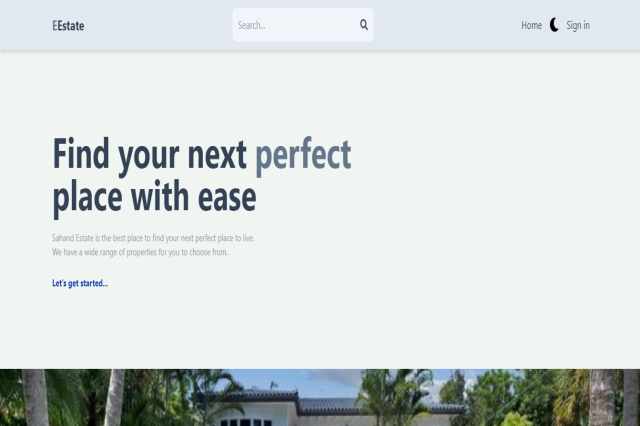 EEstate
Search...
Home
Sign in
Find your next perfect
place with ease
Sahand Estate is the best place to find your next perfect place to live.
We have a wide range of properties for you to choose from.
Let's get started...